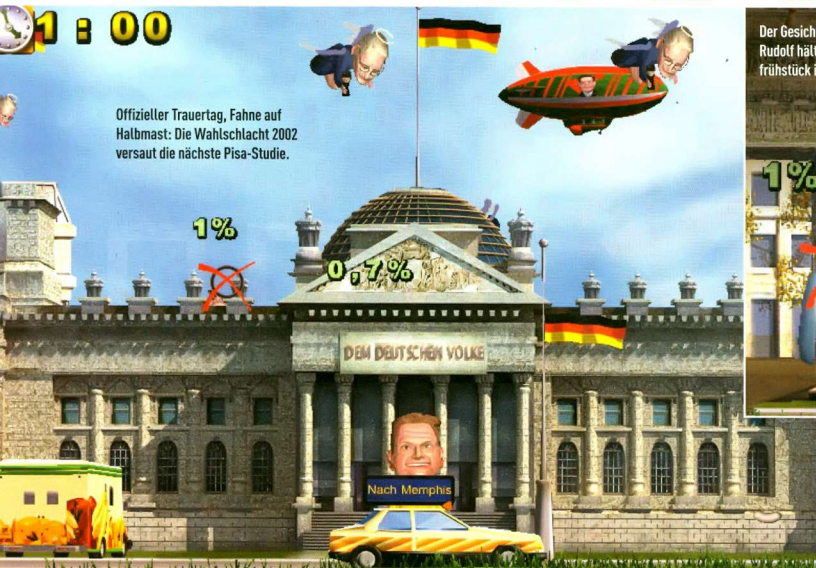 1 : 00
Offizieller Trauertag, Fahne auf
Halbmast: Die Wahlschlacht 2002
versaut die nächste Pisa-Studie.
1%
0,7%
DEM DEUTSCHEN VOLKE
Nach Memphis
Der Gesich
Rudolf hält
frühstück i
1%